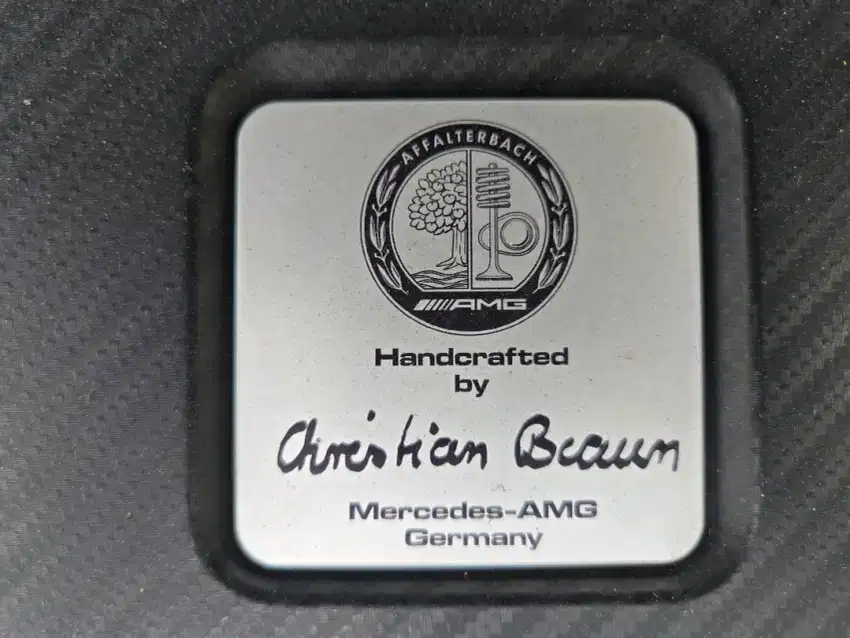 AFFALTERBACH
AMG
Handcrafted
by
Christian Braun
Mercedes-AMG
Germany